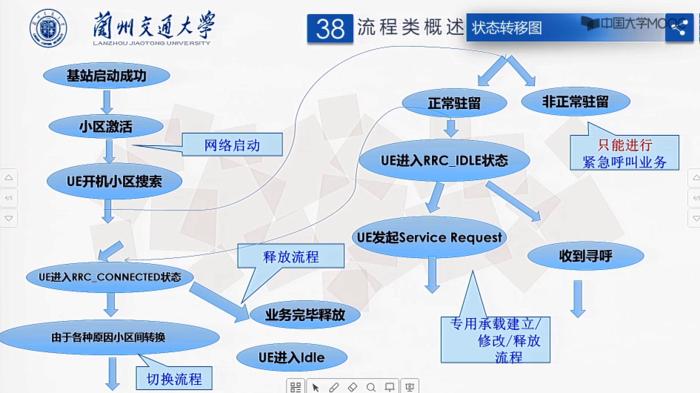 蘭州交通大学
LANZHOU JIAOTONG UNIVERSITY
38 流程类概述 状态转移图
中国大学MOOC
基站启动成功
小区激活
网络启动
UE开机小区搜索
UE进入RRC_CONNECTED状态
释放流程
由于各种原因小区间转换
切换流程
业务完毕释放
UE进入Idle
正常驻留
非正常驻留
只能进行
紧急呼叫业务
UE进入RRC_IDLE状态
UE发起Service Request
收到寻呼
专用承载建立/
修改/释放
流程